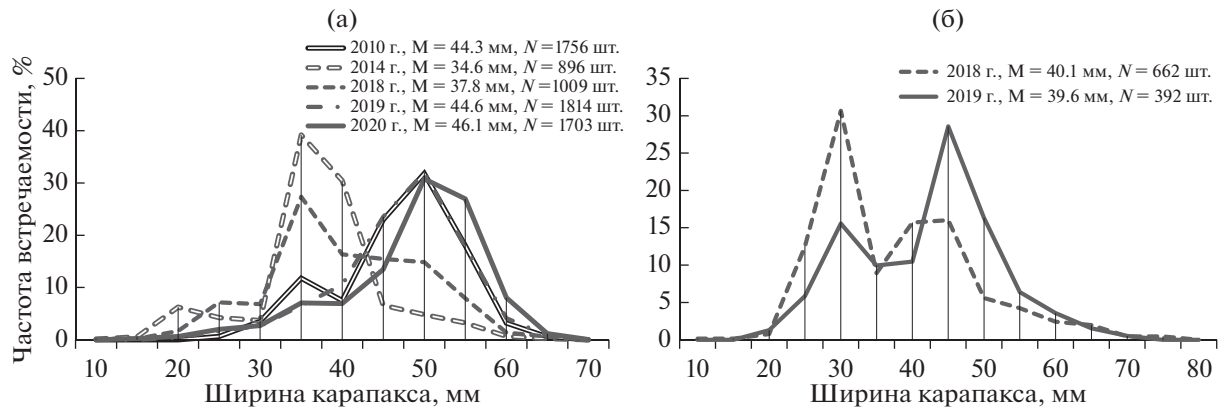 (а)
2010 г., М = 44.3 мм, N =1756 шт.
2014 г., М = 34.6 мм, N = 896 шт.
2018 г., М = 37.8 мм, N =1009 шт.
2019 г., М = 44.6 мм, N = 1814 шт.
2020 г., М = 46.1 мм, N = 1703 шт.
Частота встречаемости, %
50
40
30
20
10
0
10 20 30 40 50 60 70
Ширина карапакса, мм
(б)
2018 г., М = 40.1 мм, N = 662 шт.
2019 г., М = 39.6 мм, N = 392 шт.
35
30
25
20
15
10
5
0
10 20 30 40 50 60 70 80
Ширина карапакса, мм